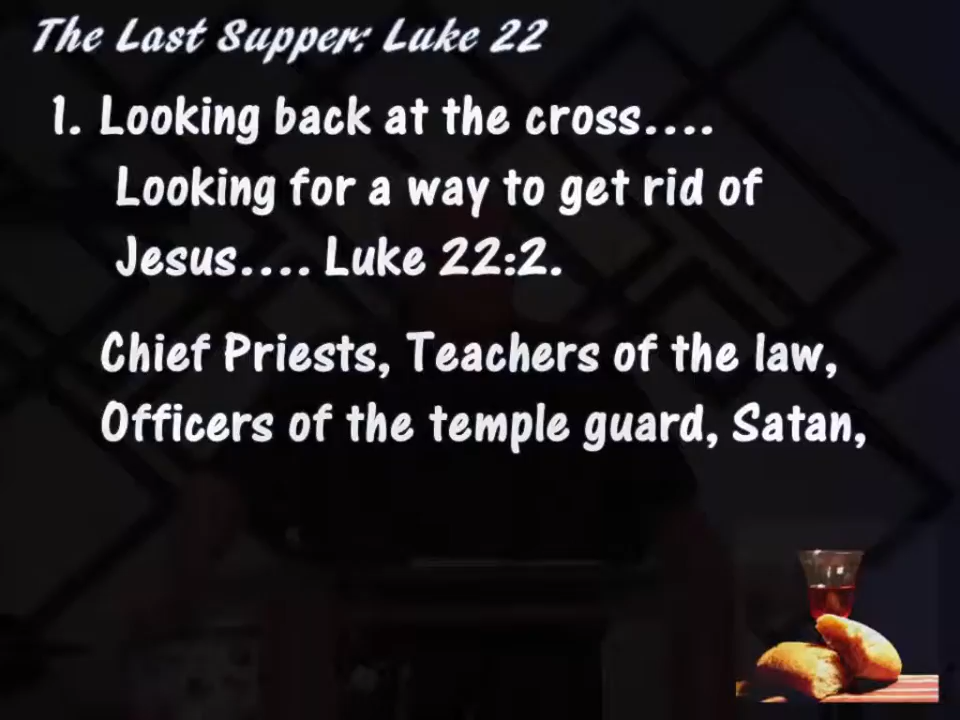 The Last Supper: Luke 22
1. Looking back at the cross....
Looking for a way to get rid of
Jesus.... Luke 22:2.
Chief Priests, Teachers of the law,
Officers of the temple guard, Satan,